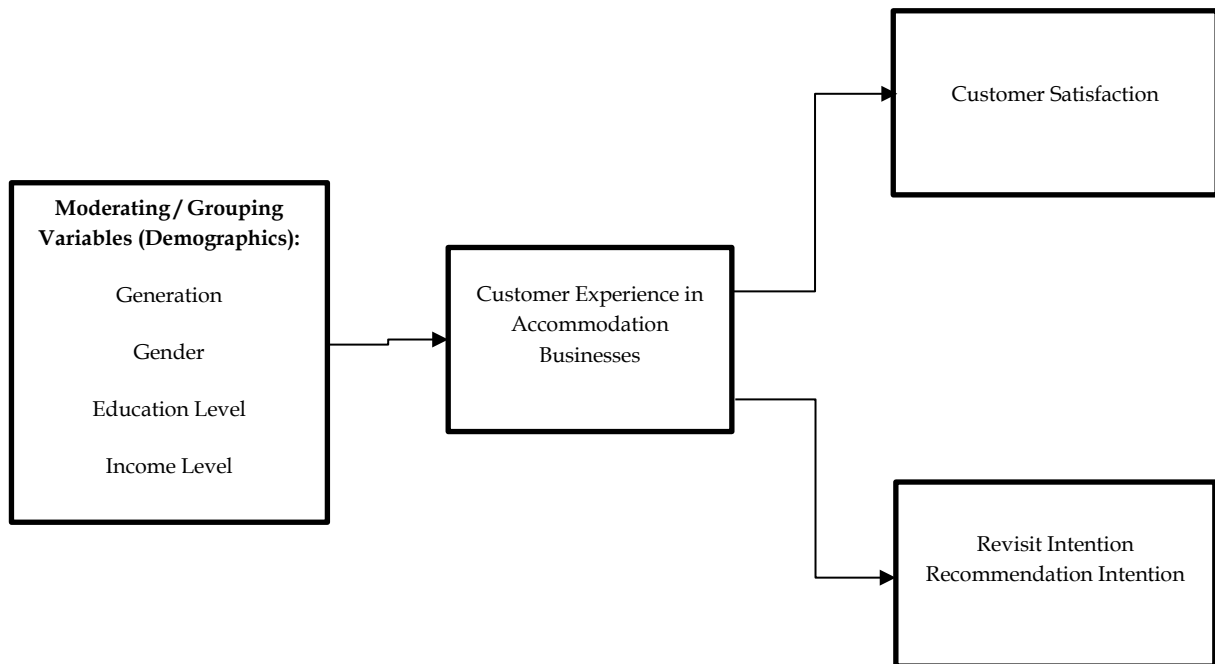 Moderating / Grouping
Variables (Demographics):
Generation
Gender
Education Level
Income Level
Customer Experience in
Accommodation
Businesses
Customer Satisfaction
Revisit Intention
Recommendation Intention